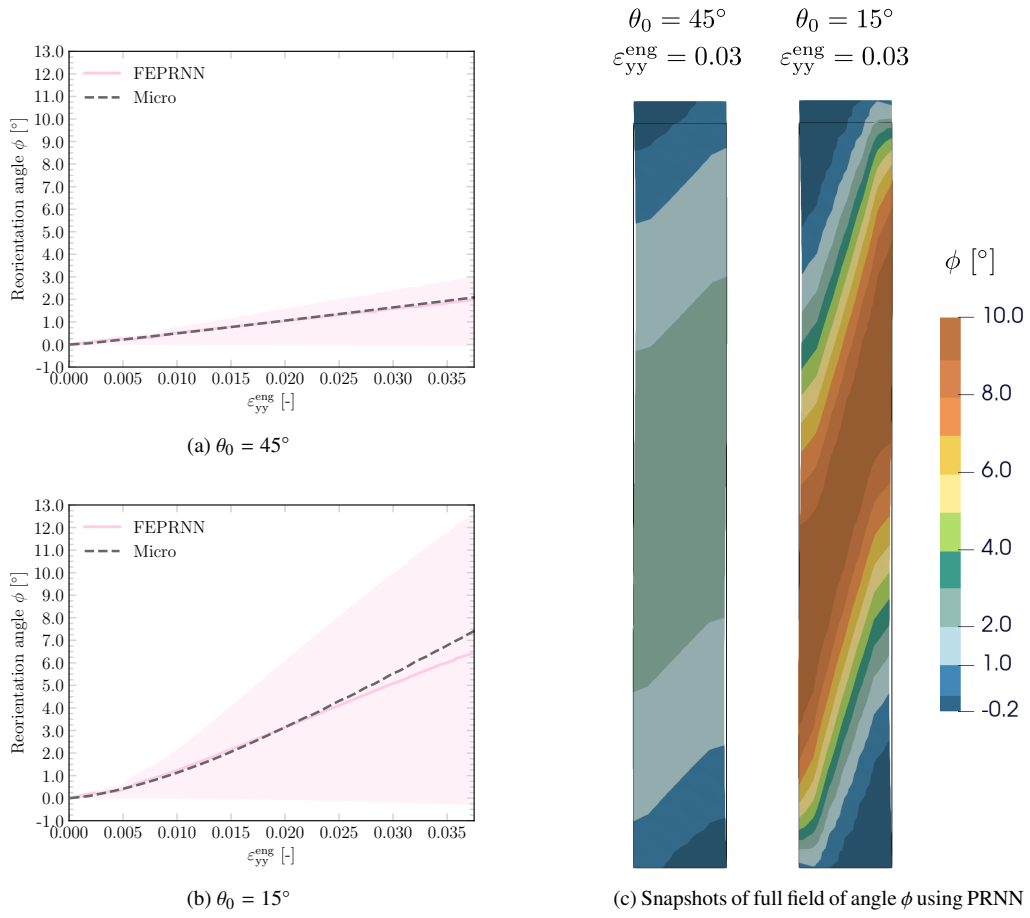 13.0
12.0
11.0
10.0
9.0
8.0
7.0
6.0
5.0
4.0
3.0
2.0
1.0
0.0
-1.0
Reorientation angle ϕ [°]
FEPRNN
Micro
0.000 0.005 0.010 0.015 0.020 0.025 0.030 0.035
ε_yy^eng [-]
(a) θ₀ = 45°
13.0
12.0
11.0
10.0
9.0
8.0
7.0
6.0
5.0
4.0
3.0
2.0
1.0
0.0
-1.0
Reorientation angle ϕ [°]
FEPRNN
Micro
0.000 0.005 0.010 0.015 0.020 0.025 0.030 0.035
ε_yy^eng [-]
(b) θ₀ = 15°
θ₀ = 45° θ₀ = 15°
ε_yy^eng = 0.03 ε_yy^eng = 0.03
ϕ [°]
10.0
8.0
6.0
4.0
2.0
1.0
-0.2
(c) Snapshots of full field of angle ϕ using PRNN